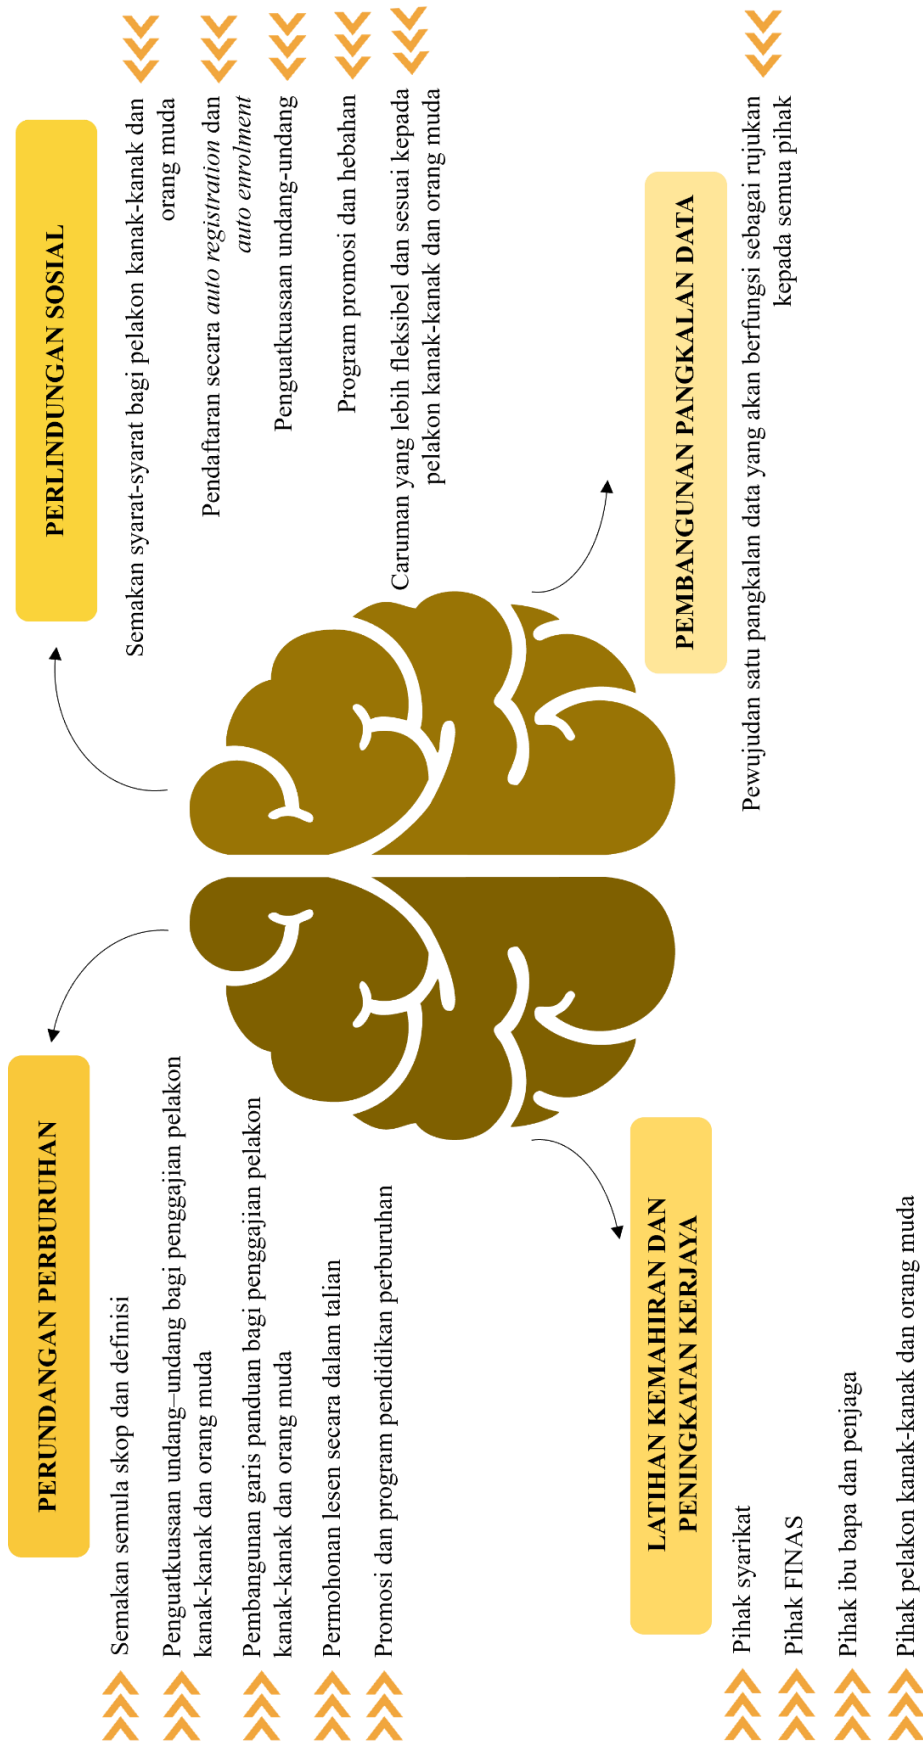 PERUNDANGAN PERBURUHAN
Semakan semula skop dan definisi
Penguatkuasaan undang–undang bagi penggajian pelakon
kanak-kanak dan orang muda
Pembangunan garis panduan bagi penggajian pelakon
kanak-kanak dan orang muda
Permohonan lesen secara dalam talian
Promosi dan program pendidikan perburuhan
PERLINDUNGAN SOSIAL
Semakan syarat-syarat bagi pelakon kanak-kanak dan
orang muda
Pendaftaran secara auto registration dan
auto enrolment
Penguatkuasaan undang-undang
Program promosi dan hebahan
Caruman yang lebih fleksibel dan sesuai kepada
pelakon kanak-kanak dan orang muda
LATIHAN KEMAHIRAN DAN
PENINGKATAN KERJAYA
Pihak syarikat
Pihak FINAS
Pihak ibu bapa dan penjaga
Pihak pelakon kanak-kanak dan orang muda
PEMBANGUNAN PANGKALAN DATA
Pewujudan satu pangkalan data yang akan berfungsi sebagai rujukan
kepada semua pihak